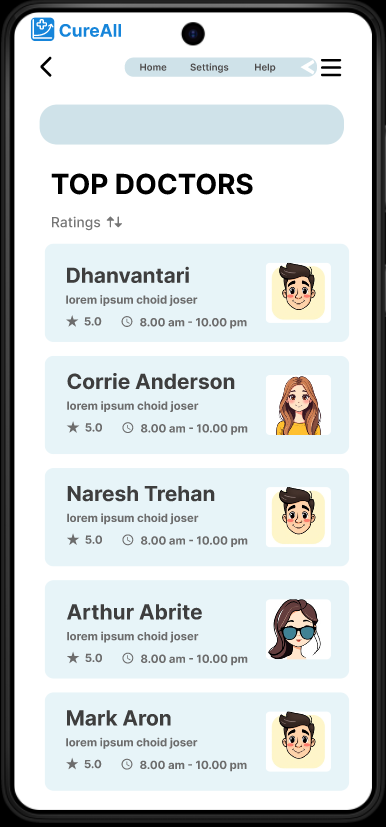 CureAll
Home Settings Help
TOP DOCTORS
Ratings
Dhanvantari
lorem ipsum choid joser
5.0 8.00 am - 10.00 pm
Corrie Anderson
lorem ipsum choid joser
5.0 8.00 am - 10.00 pm
Naresh Trehan
lorem ipsum choid joser
5.0 8.00 am - 10.00 pm
Arthur Abrite
lorem ipsum choid joser
5.0 8.00 am - 10.00 pm
Mark Aron
lorem ipsum choid joser
5.0 8.00 am - 10.00 pm